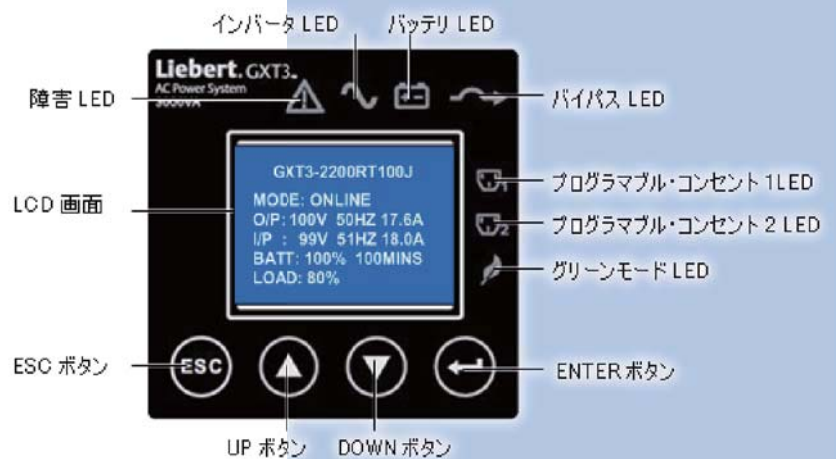 インバータ LED
バッテリ LED
Liebert. GXT3.
AC Power System
3000VA
障害 LED
バイパス LED
LCD 画面
GXT3-2200RT100J
MODE: ONLINE
O/P: 100V 50HZ 17.6A
I/P : 99V 51HZ 18.0A
BATT: 100% 100MINS
LOAD: 80%
1
プログラマブル・コンセント 1LED
2
プログラマブル・コンセント 2 LED
グリーンモード LED
ESC ボタン
ESC
ENTER ボタン
UP ボタン
DOWN ボタン